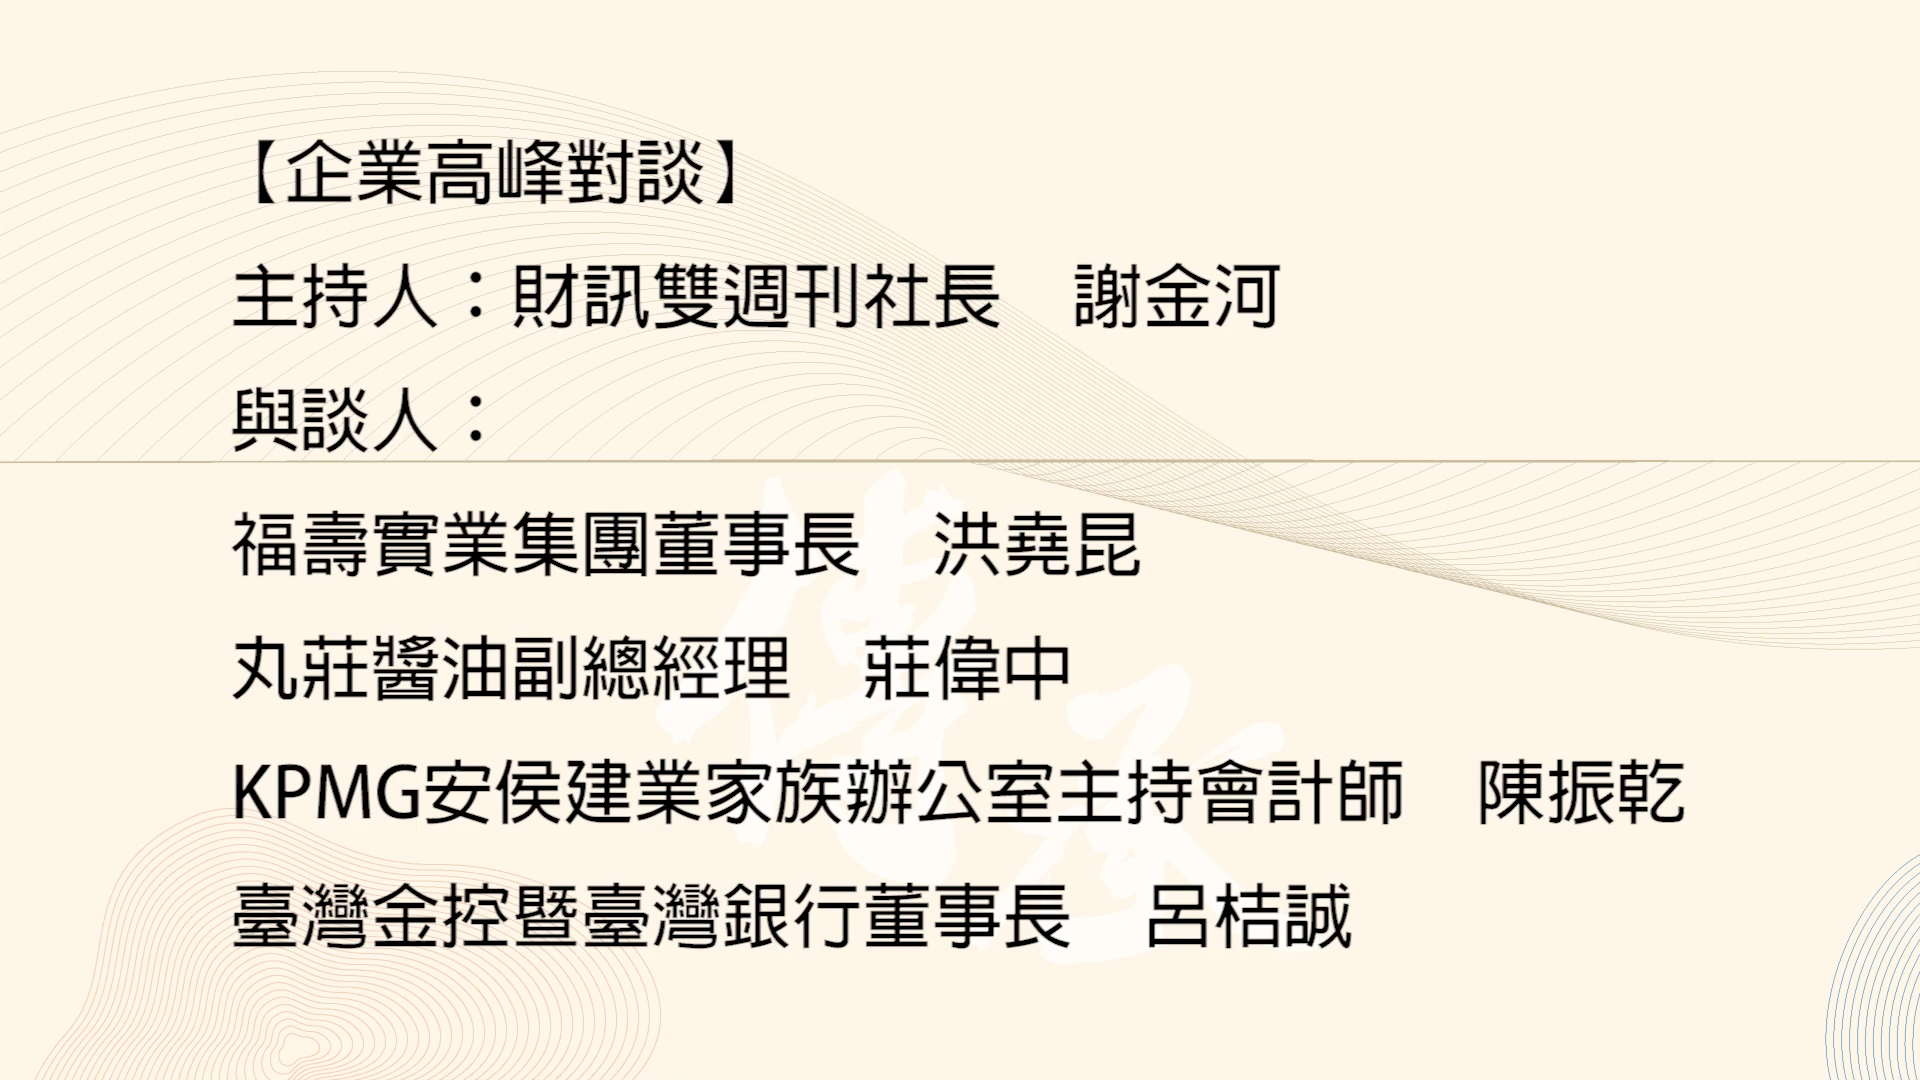 【企業高峰對談】
主持人：財訊雙週刊社長　謝金河
與談人：
福壽實業集團董事長　洪堯昆
丸莊醬油副總經理　莊偉中
KPMG安侯建業家族辦公室主持會計師　陳振乾
臺灣金控暨臺灣銀行董事長　呂桔誠
傳承